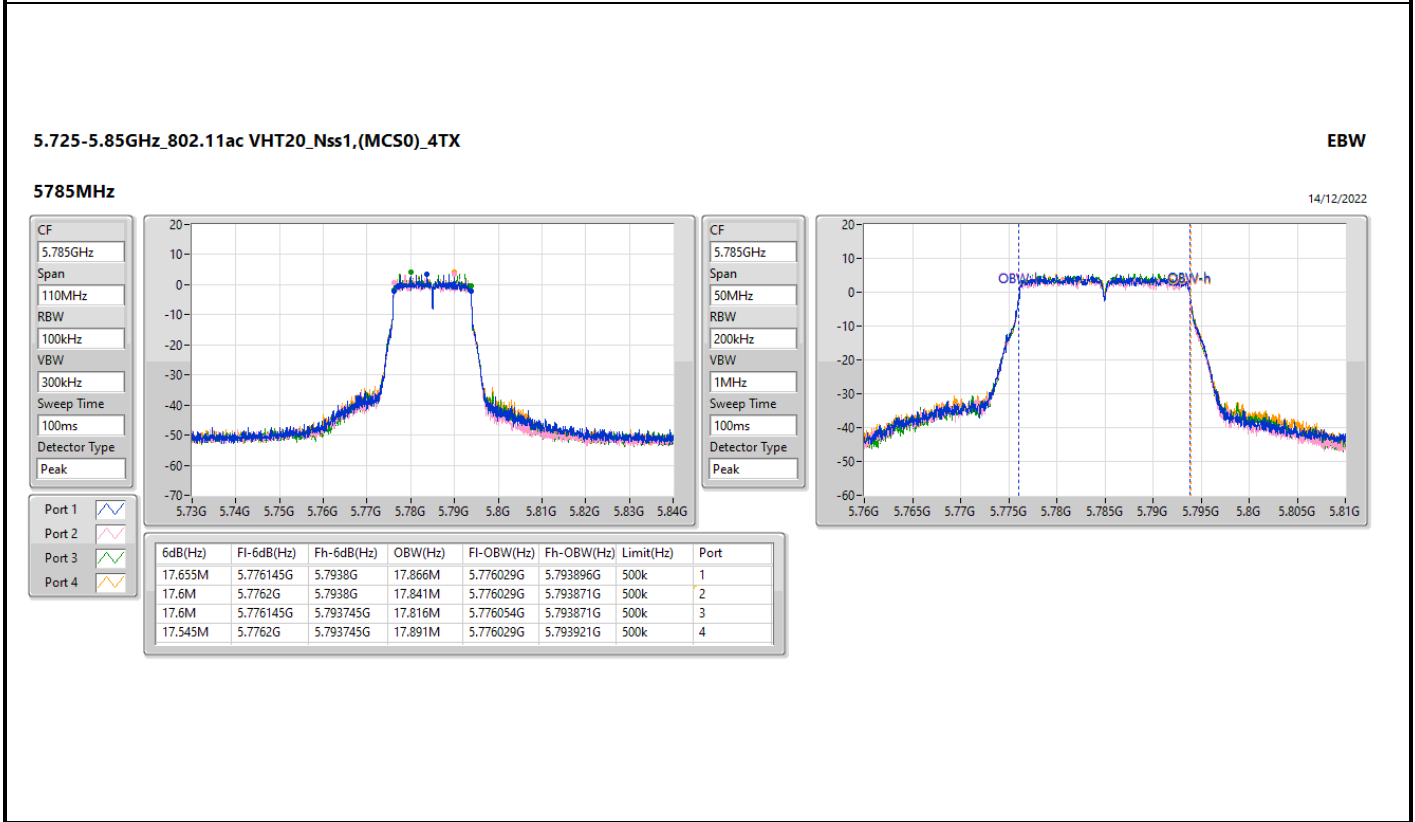 5.725-5.85GHz_802.11ac VHT20_Nss1,(MCS0)_4TX
EBW
5785MHz
14/12/2022
CF
5.785GHz
Span
110MHz
RBW
100kHz
VBW
300kHz
Sweep Time
100ms
Detector Type
Peak
20
10
0
-10
-20
-30
-40
-50
-60
-70
5.73G 5.74G 5.75G 5.76G 5.77G 5.78G 5.79G 5.8G 5.81G 5.82G 5.83G 5.84G
CF
5.785GHz
Span
50MHz
RBW
200kHz
VBW
1MHz
Sweep Time
100ms
Detector Type
Peak
20
10
0
-10
-20
-30
-40
-50
-60
OBW-h
5.76G 5.765G 5.77G 5.775G 5.78G 5.785G 5.79G 5.795G 5.8G 5.805G 5.81G
Port 1
Port 2
Port 3
Port 4
6dB(Hz) Fl-6dB(Hz) Fh-6dB(Hz) OBW(Hz) Fl-OBW(Hz) Fh-OBW(Hz) Limit(Hz) Port
17.655M 5.776145G 5.7938G 17.866M 5.776029G 5.793896G 500k 1
17.6M 5.7762G 5.7938G 17.841M 5.776029G 5.793871G 500k 2
17.6M 5.776145G 5.793745G 17.816M 5.776054G 5.793871G 500k 3
17.545M 5.7762G 5.793745G 17.891M 5.776029G 5.793921G 500k 4